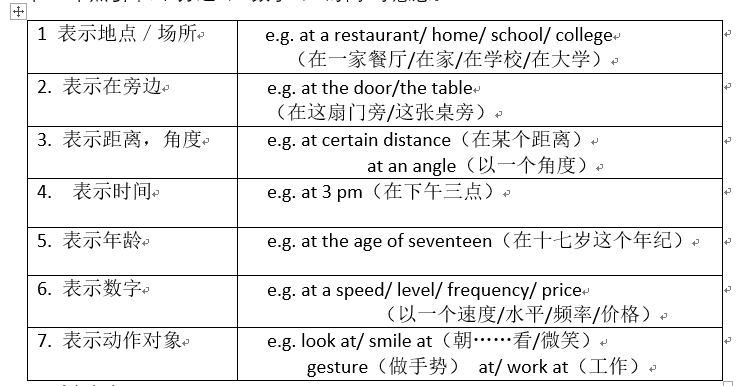 1 表示地点/场所
e.g. at a restaurant/ home/ school/ college
（在一家餐厅/在家/在学校/在大学）
2. 表示在旁边
e.g. at the door/the table
（在这扇门旁/这张桌旁）
3. 表示距离，角度
e.g. at certain distance（在某个距离）
at an angle（以一个角度）
4. 表示时间
e.g. at 3 pm（在下午三点）
5. 表示年龄
e.g. at the age of seventeen（在十七岁这个年纪）
6. 表示数字
e.g. at a speed/ level/ frequency/ price
（以一个速度/水平/频率/价格）
7. 表示动作对象
e.g. look at/ smile at（朝……看/微笑）
gesture（做手势） at/ work at（工作）